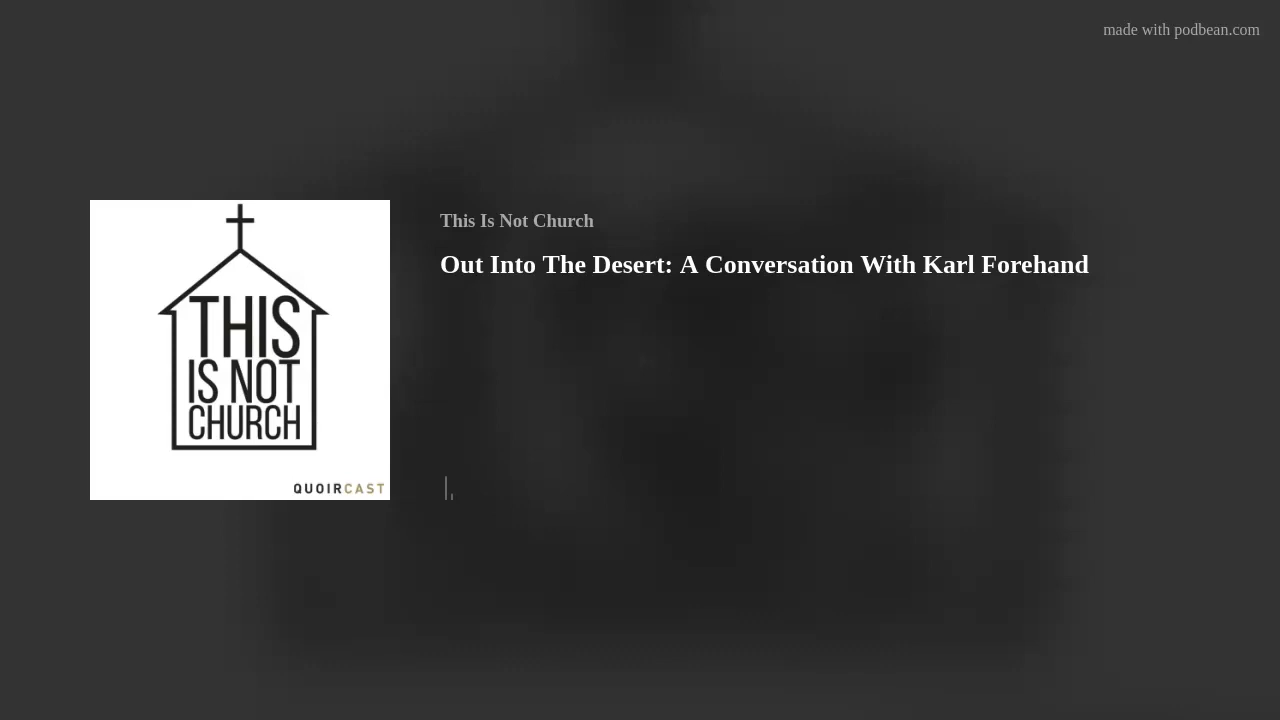 made with podbean.com
This Is Not Church
Out Into The Desert: A Conversation With Karl Forehand
THIS
IS NOT
CHURCH
QUOIRCAST